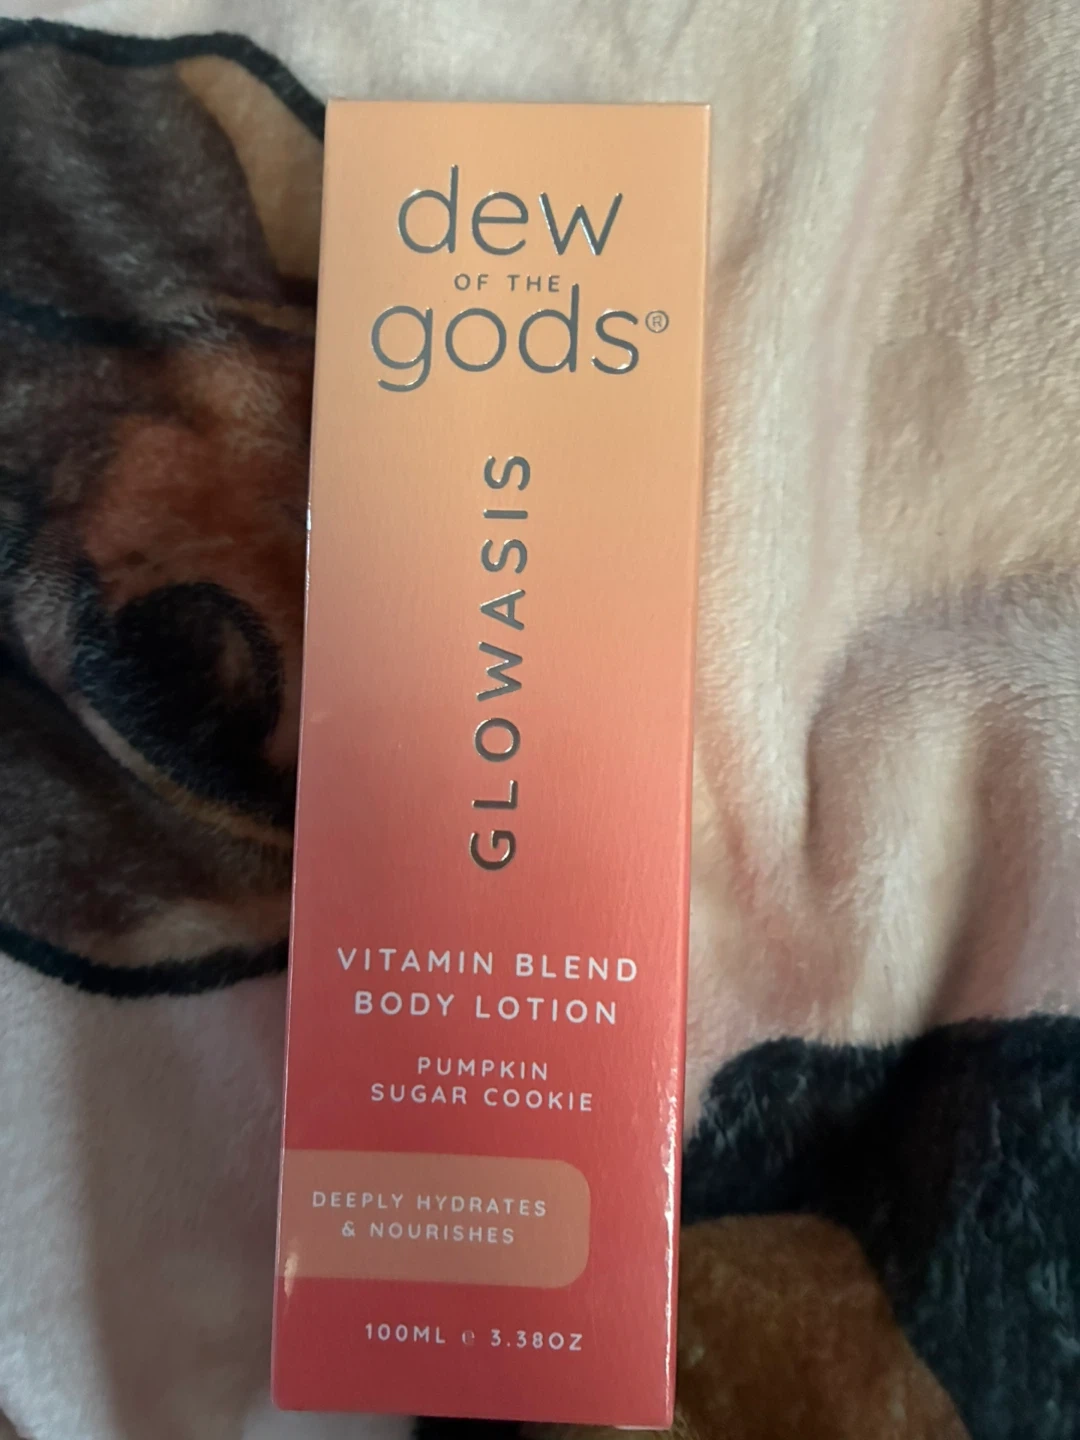 dew
OF THE
gods®
GLOWASIS
VITAMIN BLEND
BODY LOTION
PUMPKIN
SUGAR COOKIE
DEEPLY HYDRATES
& NOURISHES
100ML ℮ 3.38OZ